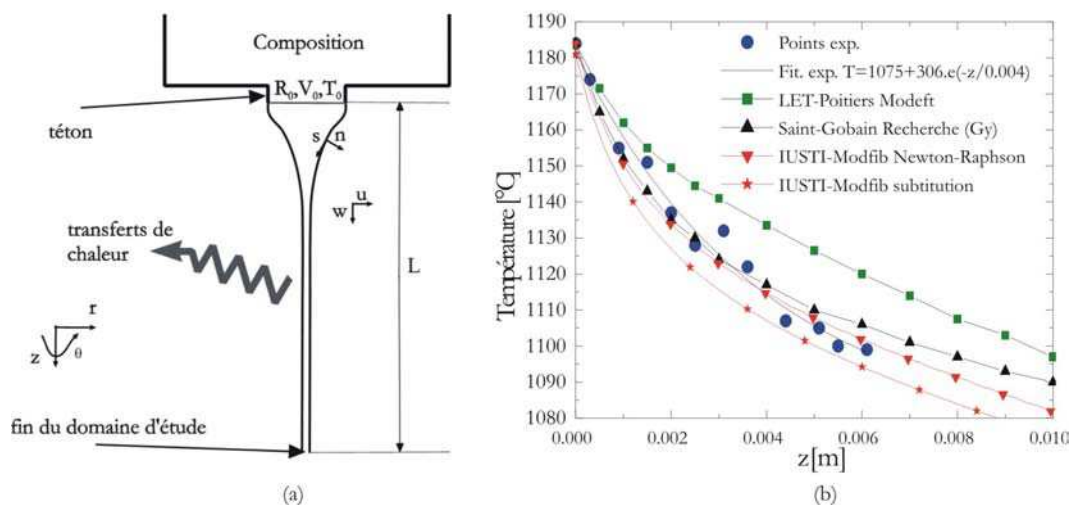 Composition
R₀,V₀,T₀
téton
s
n
u
w
transferts de
chaleur
L
r
z
θ
fin du domaine d'étude
(a)
1190
1180
1170
1160
1150
1140
1130
1120
1110
1100
1090
1080
Température [°C]
Points exp.
Fit. exp. T=1075+306.e(-z/0.004)
LET-Poitiers Modeft
Saint-Gobain Recherche (Gy)
IUSTI-Modfib Newton-Raphson
IUSTI-Modfib subtitution
0.000
0.002
0.004
0.006
0.008
0.010
z[m]
(b)